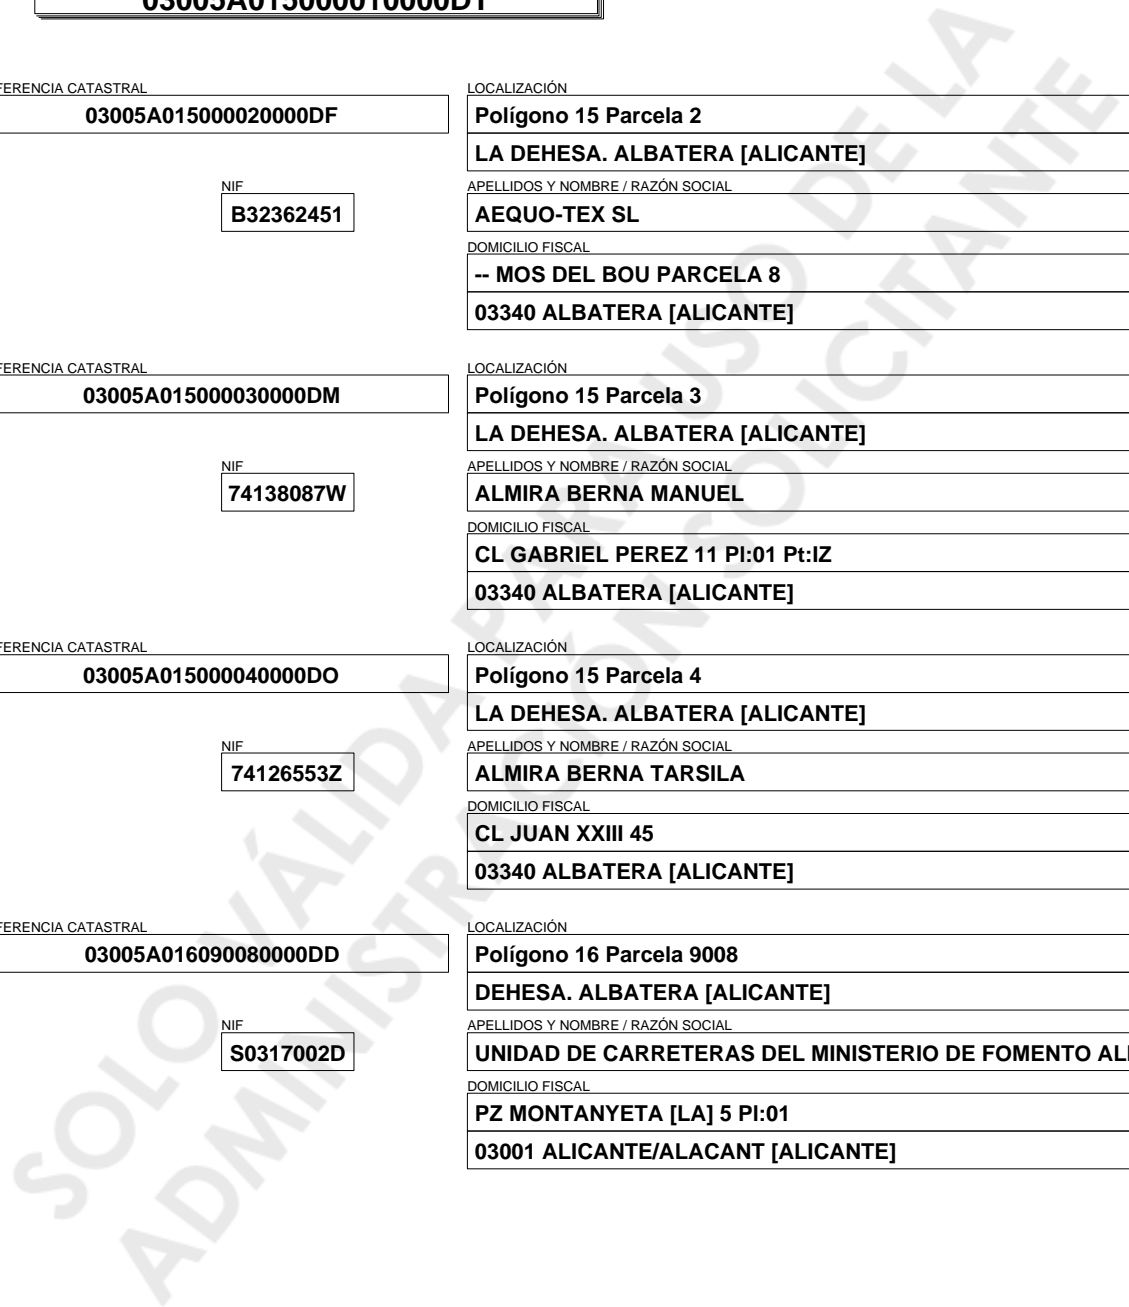 03005A015000010000DT
FERENCIA CATASTRAL LOCALIZACIÓN
03005A015000020000DF Polígono 15 Parcela 2
LA DEHESA. ALBATERA [ALICANTE]
NIF APELLIDOS Y NOMBRE / RAZÓN SOCIAL
B32362451 AEQUO-TEX SL
DOMICILIO FISCAL
-- MOS DEL BOU PARCELA 8
03340 ALBATERA [ALICANTE]
FERENCIA CATASTRAL LOCALIZACIÓN
03005A015000030000DM Polígono 15 Parcela 3
LA DEHESA. ALBATERA [ALICANTE]
NIF APELLIDOS Y NOMBRE / RAZÓN SOCIAL
74138087W ALMIRA BERNA MANUEL
DOMICILIO FISCAL
CL GABRIEL PEREZ 11 Pl:01 Pt:IZ
03340 ALBATERA [ALICANTE]
FERENCIA CATASTRAL LOCALIZACIÓN
03005A015000040000DO Polígono 15 Parcela 4
LA DEHESA. ALBATERA [ALICANTE]
NIF APELLIDOS Y NOMBRE / RAZÓN SOCIAL
74126553Z ALMIRA BERNA TARSILA
DOMICILIO FISCAL
CL JUAN XXIII 45
03340 ALBATERA [ALICANTE]
FERENCIA CATASTRAL LOCALIZACIÓN
03005A016090080000DD Polígono 16 Parcela 9008
DEHESA. ALBATERA [ALICANTE]
NIF APELLIDOS Y NOMBRE / RAZÓN SOCIAL
S0317002D UNIDAD DE CARRETERAS DEL MINISTERIO DE FOMENTO
DOMICILIO FISCAL
PZ MONTANYETA [LA] 5 Pl:01
03001 ALICANTE/ALACANT [ALICANTE]
SOLO VÁLIDA PARA USO DE LA
ADMINISTRACIÓN SOLICITANTE